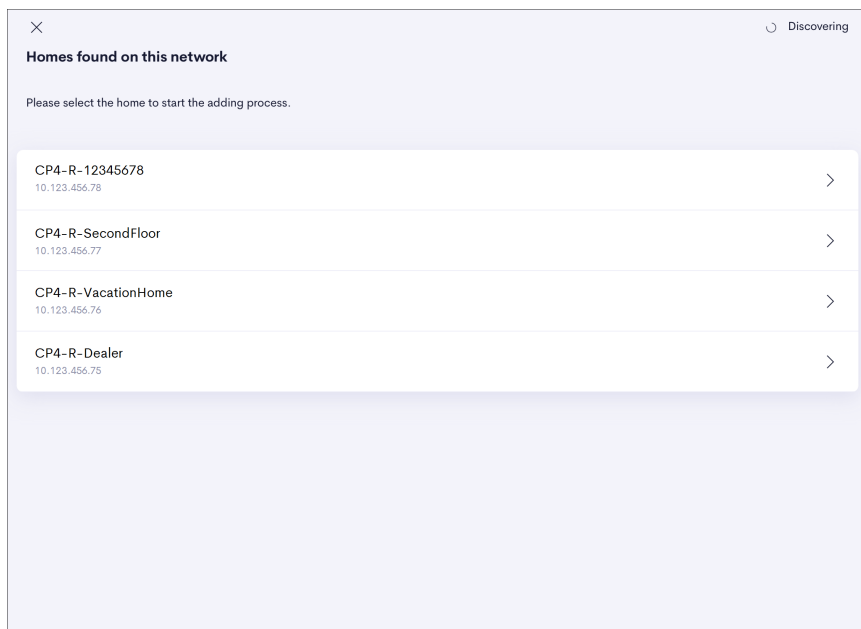 Discovering
Homes found on this network
Please select the home to start the adding process.
CP4-R-12345678
10.123.456.78
CP4-R-SecondFloor
10.123.456.77
CP4-R-VacationHome
10.123.456.76
CP4-R-Dealer
10.123.456.75